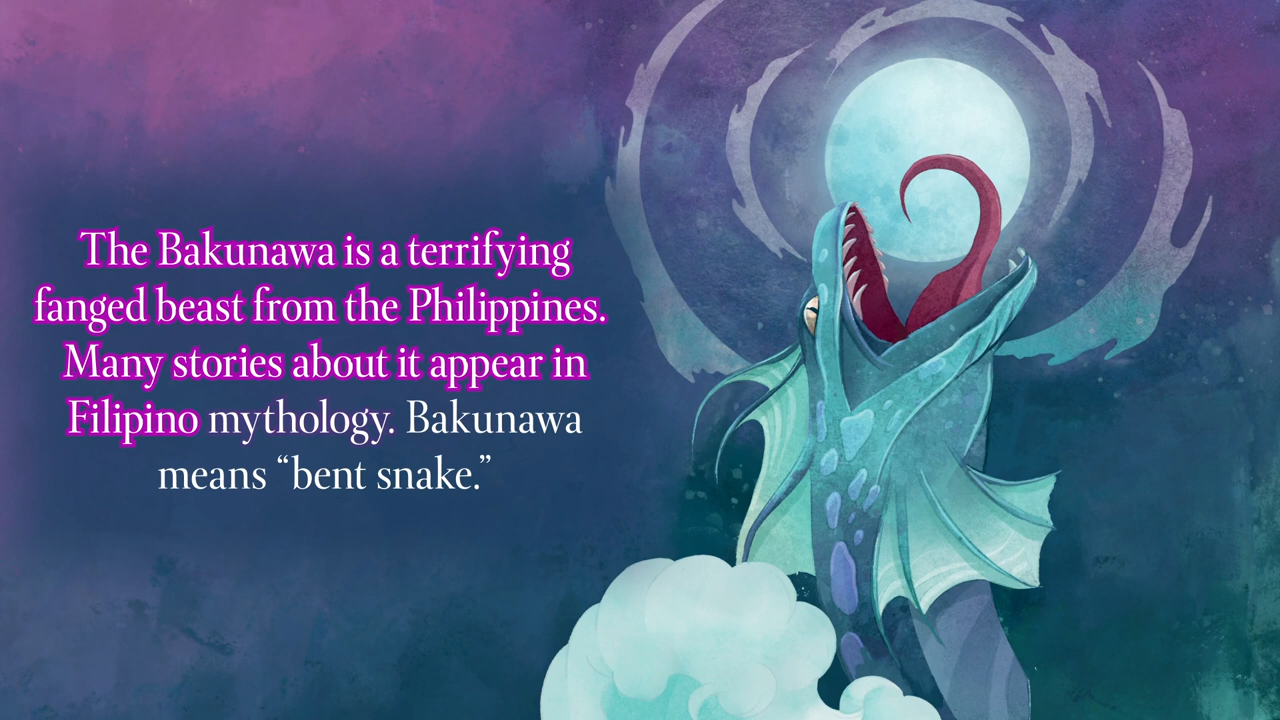 The Bakunawa is a terrifying
fanged beast from the Philippines.
Many stories about it appear in
Filipino mythology. Bakunawa
means “bent snake.”